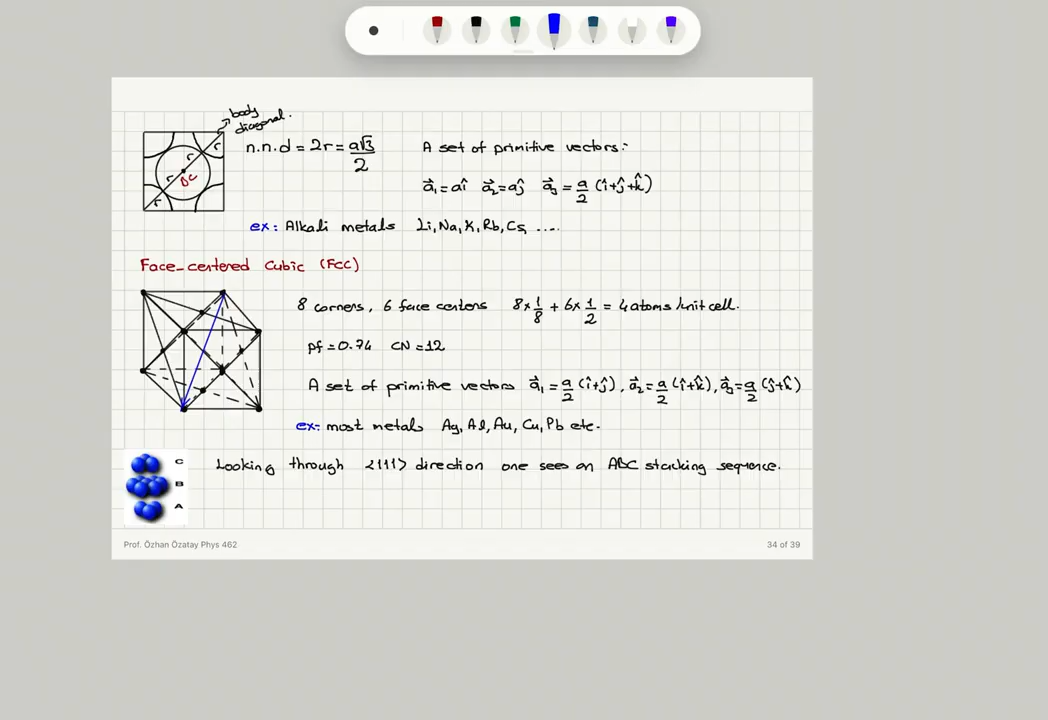 body
diagonal.
n.n.d = 2r = a√3/2
A set of primitive vectors:
r
r
r
r
BC
a⃗₁=aî a⃗₂=aĵ a⃗₃=a/2 (î+ĵ+k̂)
ex: Alkali metals Li, Na, K, Rb, Cs, ....
Face-centered Cubic (FCC)
8 corners, 6 face centers 8×1/8 + 6×1/2 = 4 atoms/unit cell.
pf=0.74 CN=12
A set of primitive vectors a⃗₁=a/2 (î+ĵ), a⃗₂=a/2 (î+k̂), a⃗₃=a/2 (ĵ+k̂)
ex: most metals Ag, Al, Au, Cu, Pb etc.
C
B
A
Looking through <111> direction one sees an ABC stacking sequence.
Prof. Özhan Özatay Phys 462
34 of 39